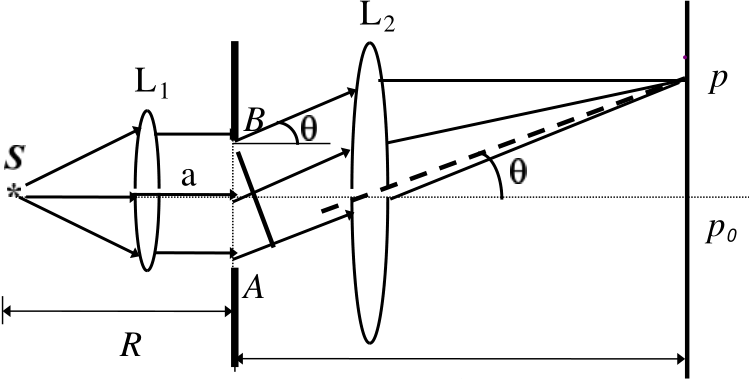 L₂
L₁
p
B
θ
S
*
a
θ
p₀
A
R